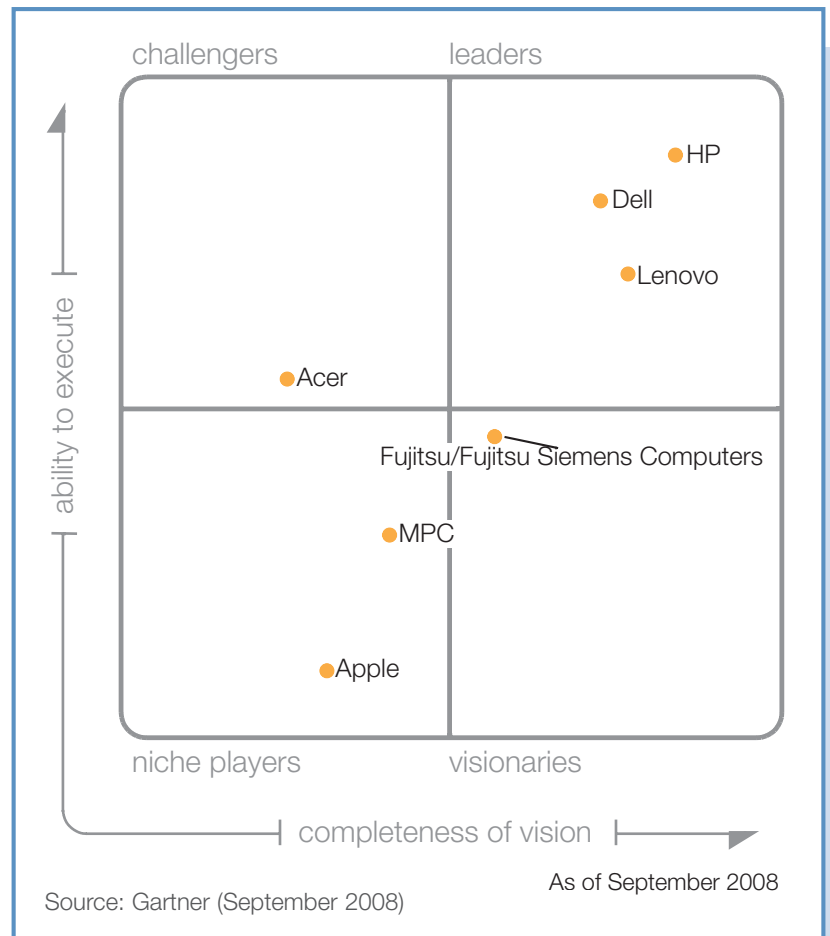 challengers
leaders
HP
Dell
Lenovo
ability to execute
Acer
Fujitsu/Fujitsu Siemens Computers
MPC
Apple
niche players
visionaries
completeness of vision
As of September 2008
Source: Gartner (September 2008)